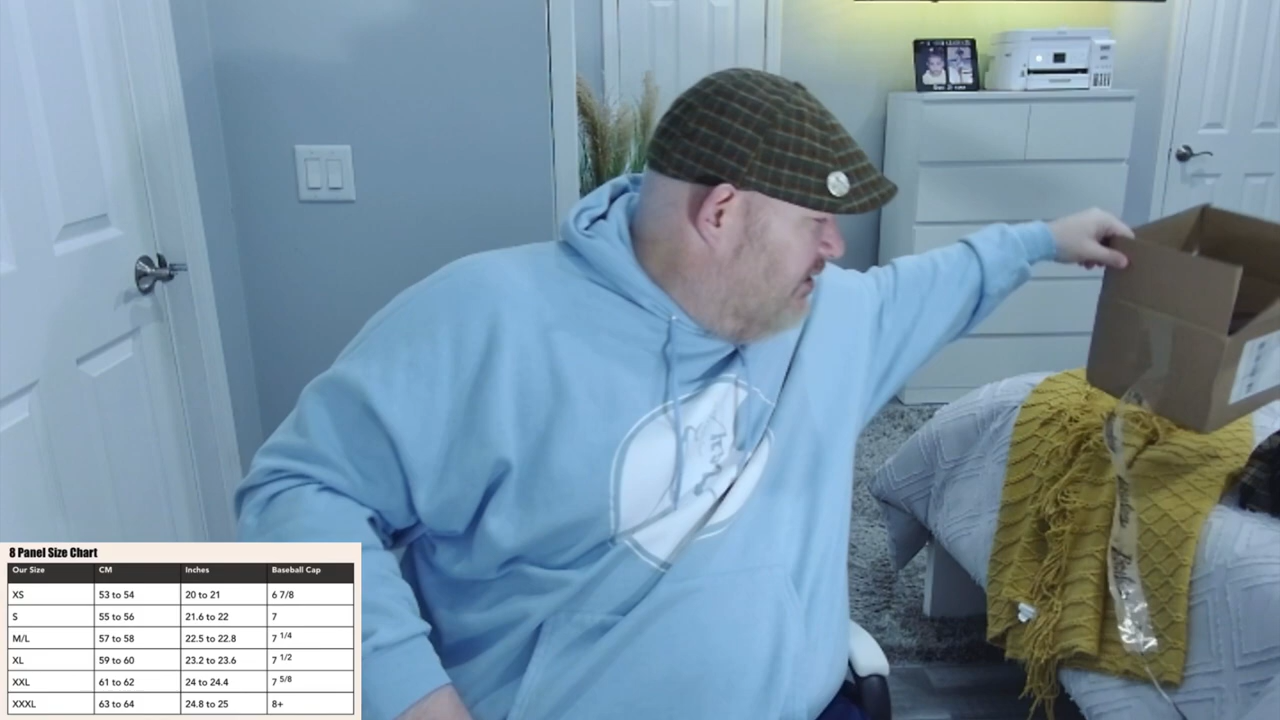 8 Panel Size Chart
Our Size CM Inches Baseball Cap
XS 53 to 54 20 to 21 6 7/8
S 55 to 56 21.6 to 22 7
M/L 57 to 58 22.5 to 22.8 7 1/4
XL 59 to 60 23.2 to 23.6 7 1/2
XXL 61 to 62 24 to 24.4 7 5/8
XXXL 63 to 64 24.8 to 25 8+